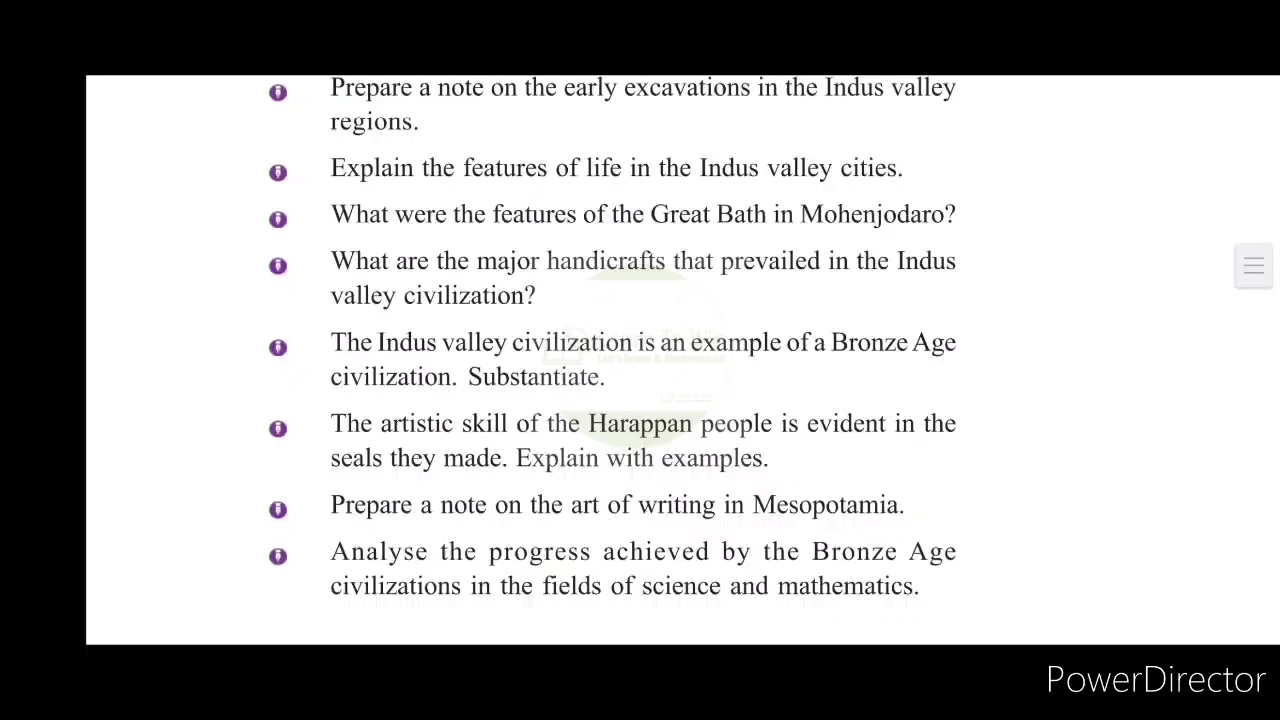 Prepare a note on the early excavations in the Indus valley
regions.
Explain the features of life in the Indus valley cities.
What were the features of the Great Bath in Mohenjodaro?
What are the major handicrafts that prevailed in the Indus
valley civilization?
The Indus valley civilization is an example of a Bronze Age
civilization. Substantiate.
The artistic skill of the Harappan people is evident in the
seals they made. Explain with examples.
Prepare a note on the art of writing in Mesopotamia.
Analyse the progress achieved by the Bronze Age
civilizations in the fields of science and mathematics.
PowerDirector